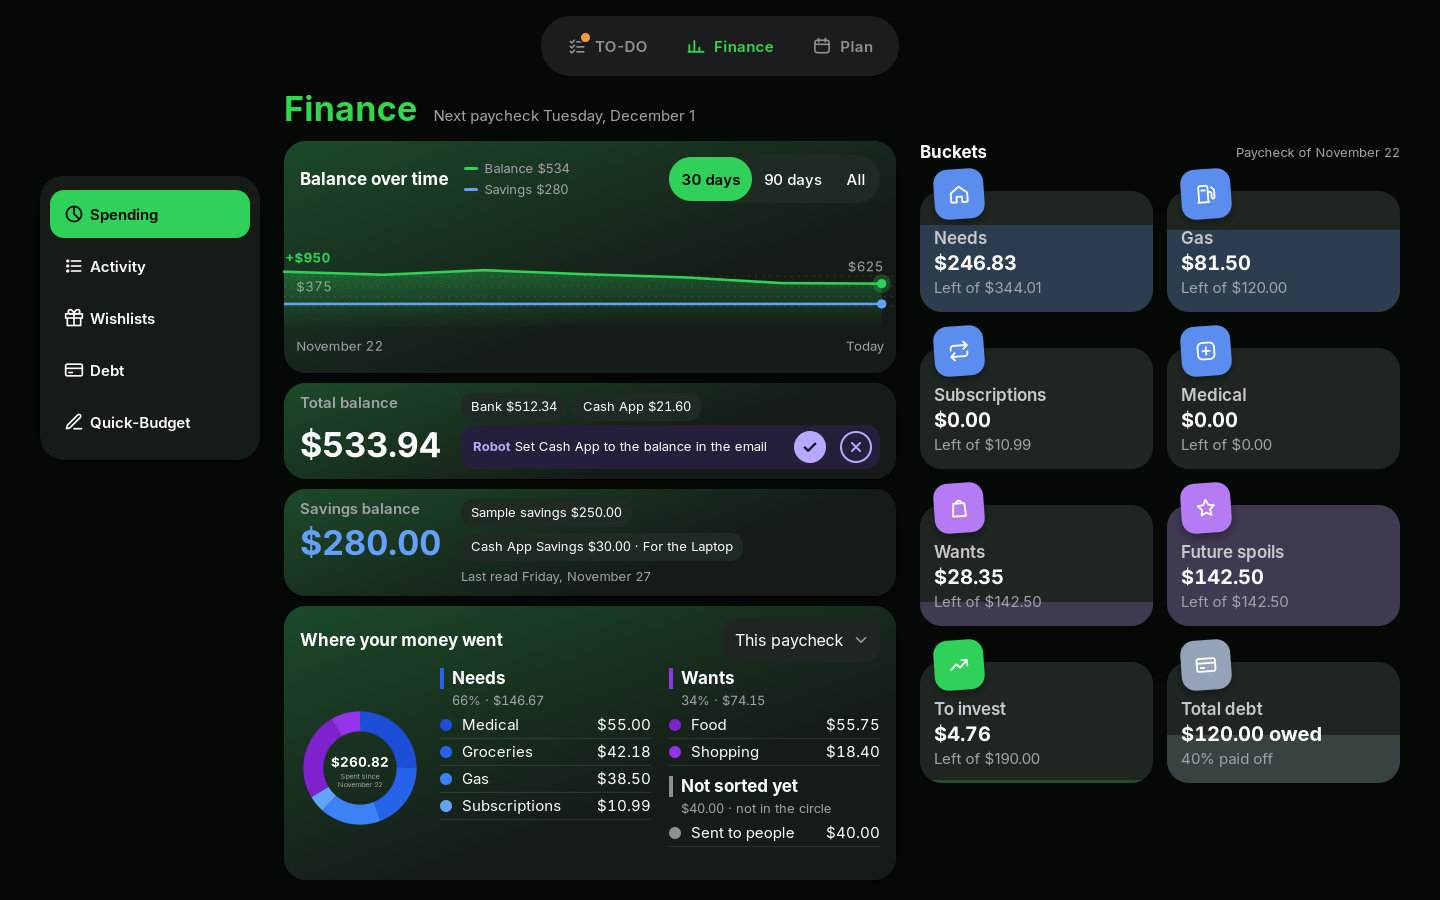 TO-DO
Finance
Plan
Finance
Next paycheck Tuesday, December 1
Spending
Activity
Wishlists
Debt
Quick-Budget
Balance over time
Balance $534
Savings $280
30 days
90 days
All
+$950
$625
$375
November 22
Today
Total balance
$533.94
Bank $512.34
Cash App $21.60
Robot Set Cash App to the balance in the email
Savings balance
$280.00
Sample savings $250.00
Cash App Savings $30.00 · For the Laptop
Last read Friday, November 27
Where your money went
This paycheck
$260.82
Spent since
November 22
Needs
66% · $146.67
Medical $55.00
Groceries $42.18
Gas $38.50
Subscriptions $10.99
Wants
34% · $74.15
Food $55.75
Shopping $18.40
Not sorted yet
$40.00 · not in the circle
Sent to people $40.00
Buckets
Paycheck of November 22
Needs
$246.83
Left of $344.01
Gas
$81.50
Left of $120.00
Subscriptions
$0.00
Left of $10.99
Medical
$0.00
Left of $0.00
Wants
$28.35
Left of $142.50
Future spoils
$142.50
Left of $142.50
To invest
$4.76
Left of $190.00
Total debt
$120.00 owed
40% paid off